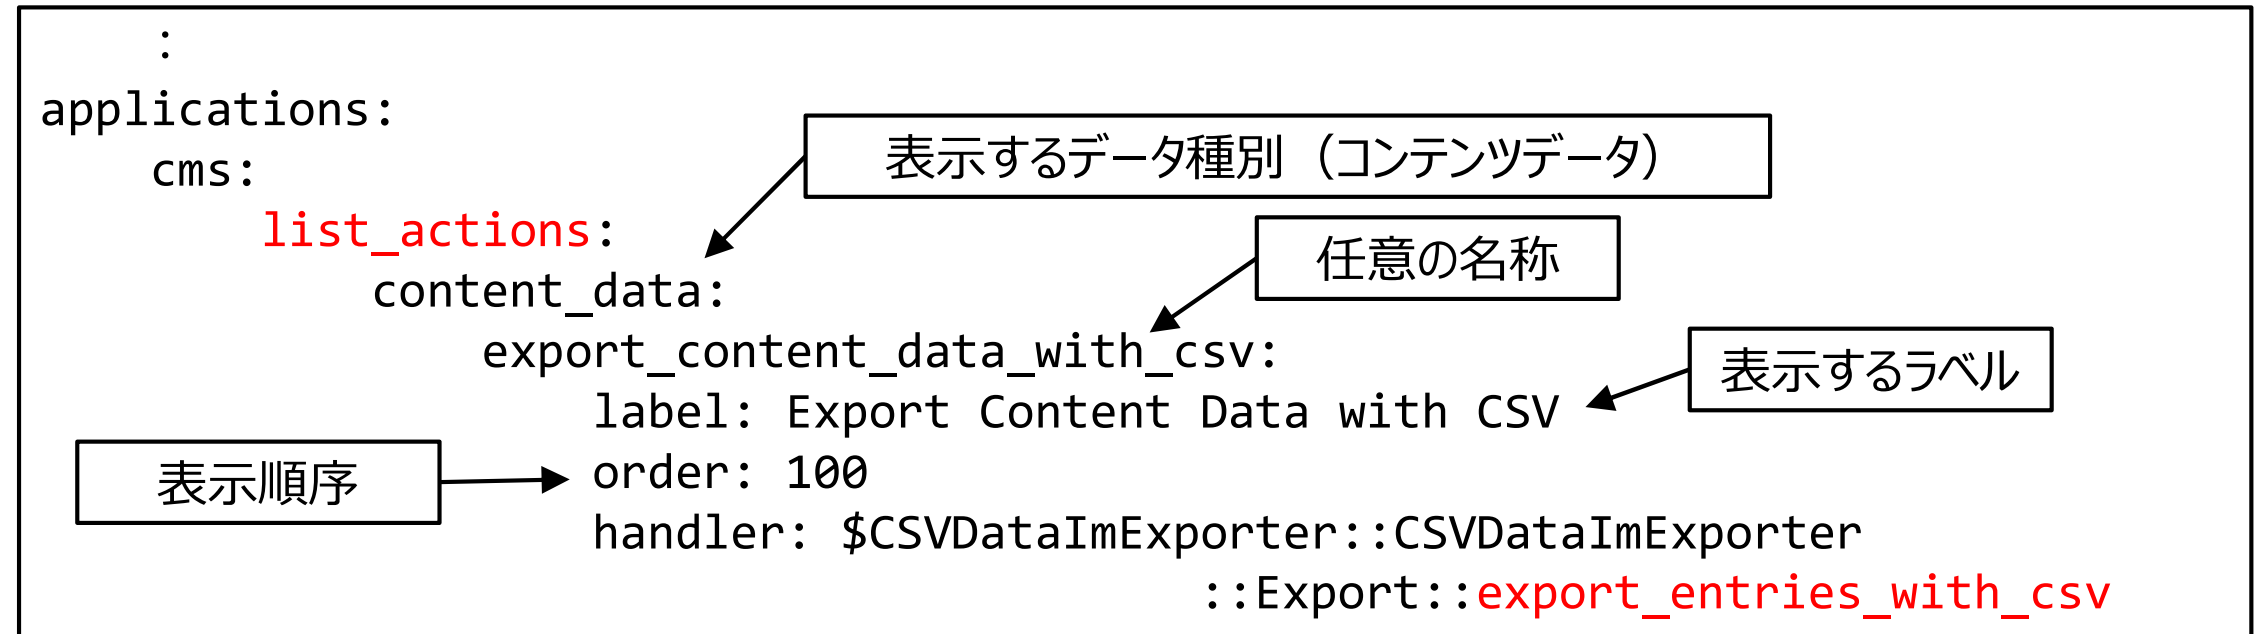 :
applications:
表示するデータ種別（コンテンツデータ）
cms:
list_actions:
任意の名称
content_data:
export_content_data_with_csv:
表示するラベル
label: Export Content Data with CSV
表示順序
order: 100
handler: $CSVDataImExporter::CSVDataImExporter
::Export::export_entries_with_csv